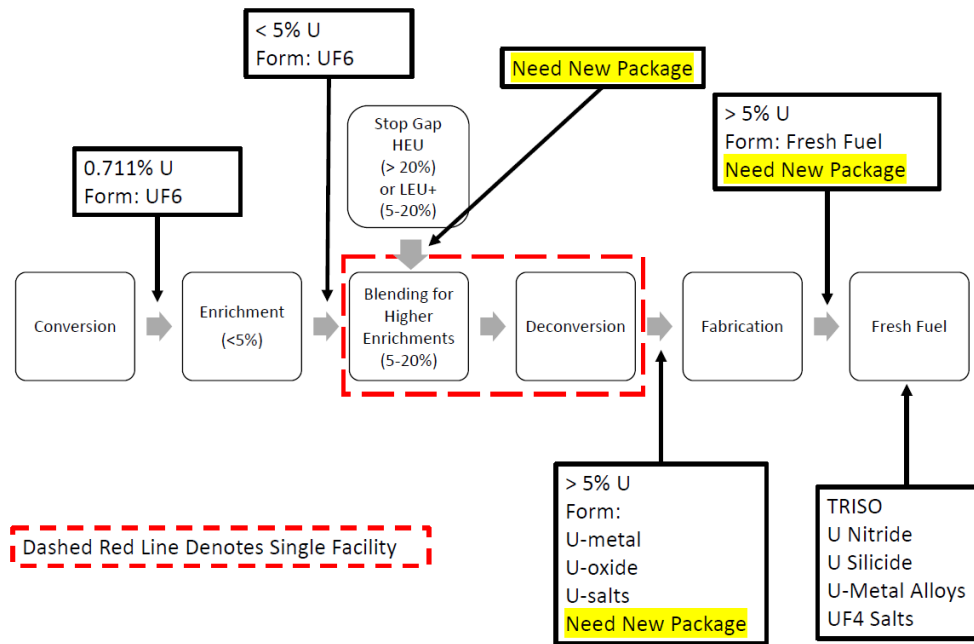 < 5% U
Form: UF6
Need New Package
Stop Gap
HEU
(> 20%)
or LEU+
(5-20%)
> 5% U
Form: Fresh Fuel
Need New Package
0.711% U
Form: UF6
Conversion
Enrichment
(<5%)
Blending for
Higher
Enrichments
(5-20%)
Deconversion
Fabrication
Fresh Fuel
> 5% U
Form:
U-metal
U-oxide
U-salts
Need New Package
TRISO
U Nitride
U Silicide
U-Metal Alloys
UF4 Salts
Dashed Red Line Denotes Single Facility